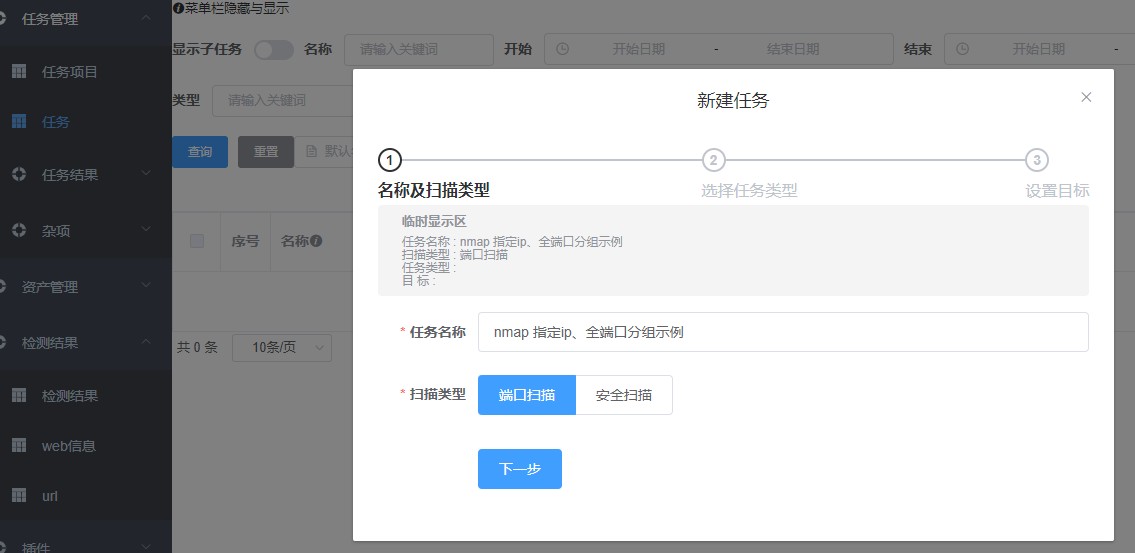 任务管理
任务项目
任务
任务结果
杂项
资产管理
检测结果
检测结果
web信息
url
插件
菜单栏隐藏与显示
显示子任务 名称 请输入关键词 开始 开始日期 - 结束日期 结束 开始日期 -
类型 请输入关键词
查询 重置 默认
序号 名称
共 0 条 10条/页
新建任务
1 2 3
名称及扫描类型 选择任务类型 设置目标
临时显示区
任务名称 : nmap 指定ip、全端口分组示例
扫描类型 : 端口扫描
任务类型 :
目 标 :
* 任务名称 nmap 指定ip、全端口分组示例
* 扫描类型 端口扫描 安全扫描
下一步